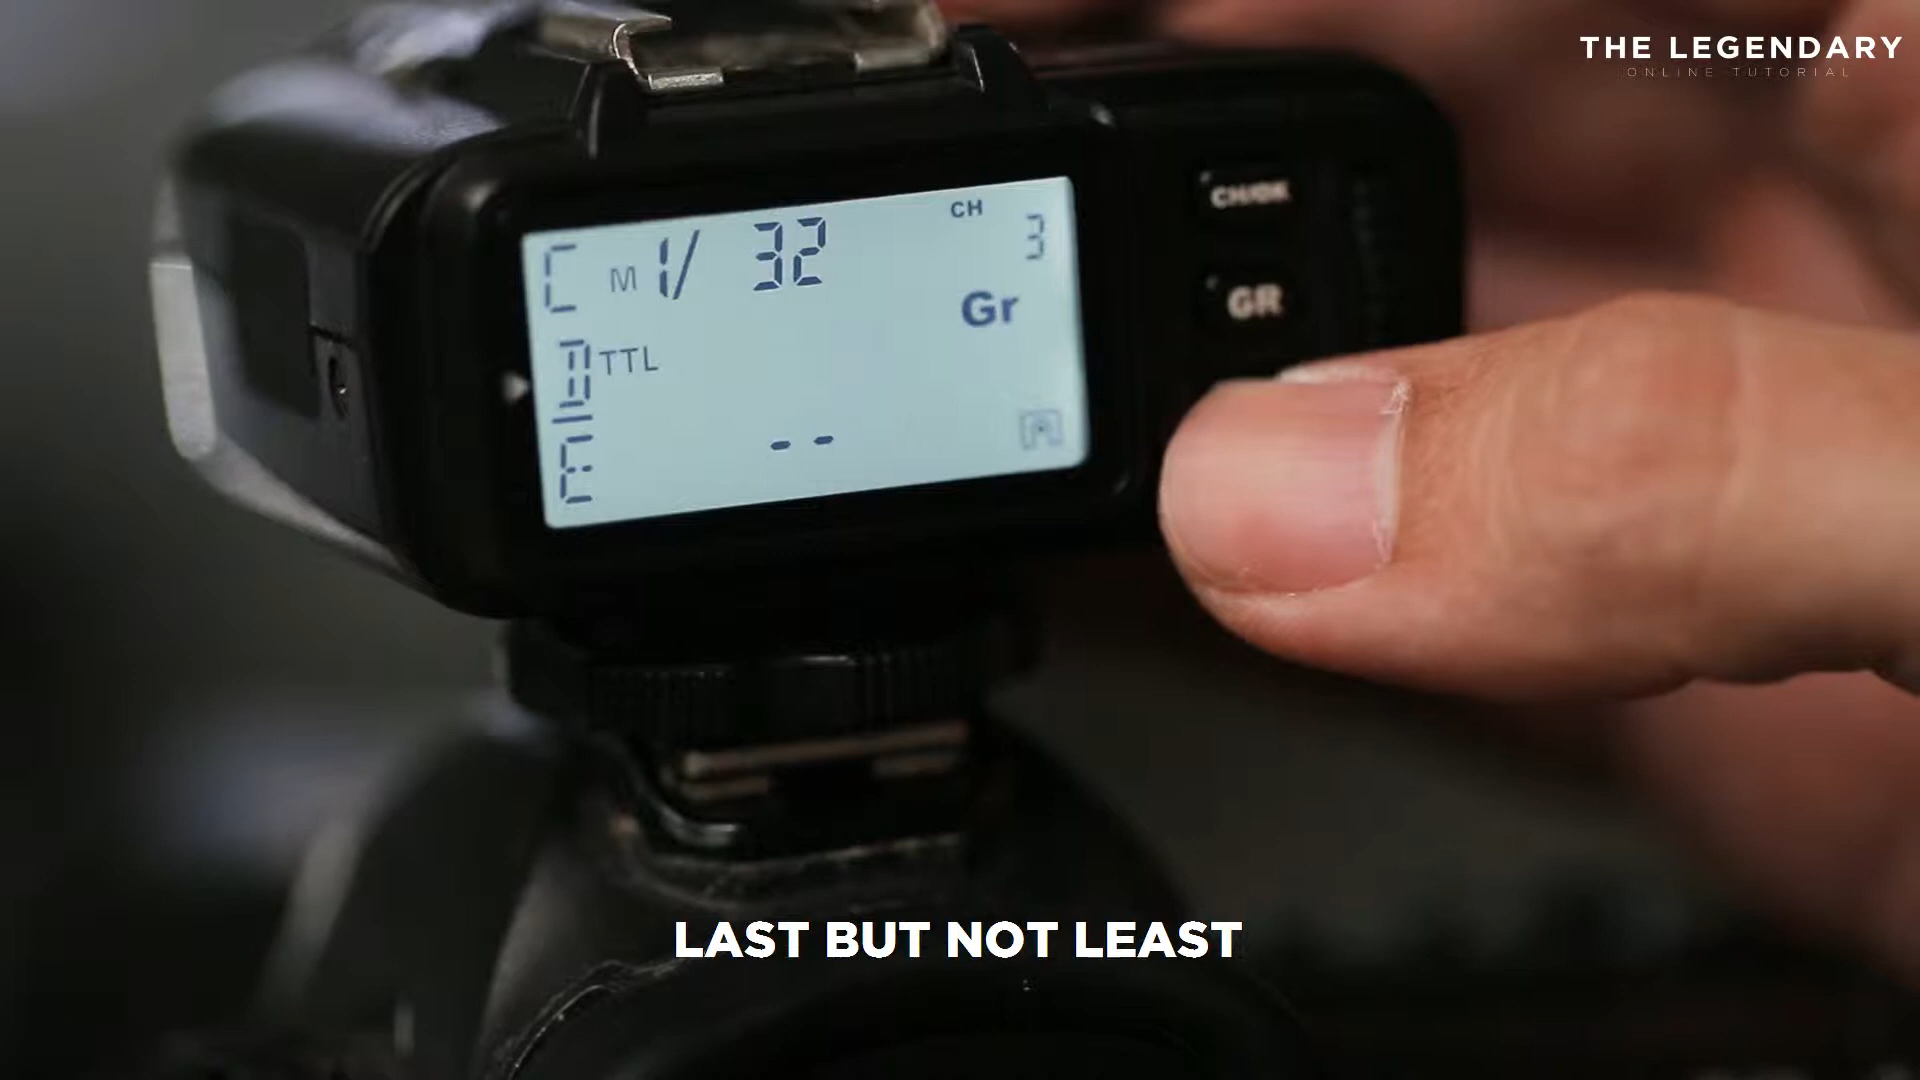 THE LEGENDARY
ONLINE TUTORIAL
CH
C M 1/ 32 3
Gr
D TTL
E -- A
CH/OK
GR
LAST BUT NOT LEAST